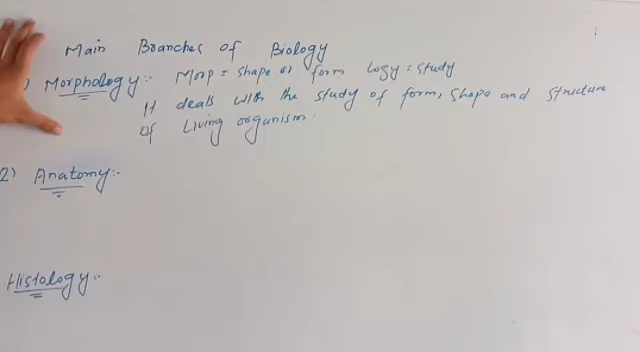 Main Branches of Biology
) Morphology:- Morp = shape or form Logy = study
It deals with the study of form, shape and structure
of Living organism.
2) Anatomy:-
Histology:-